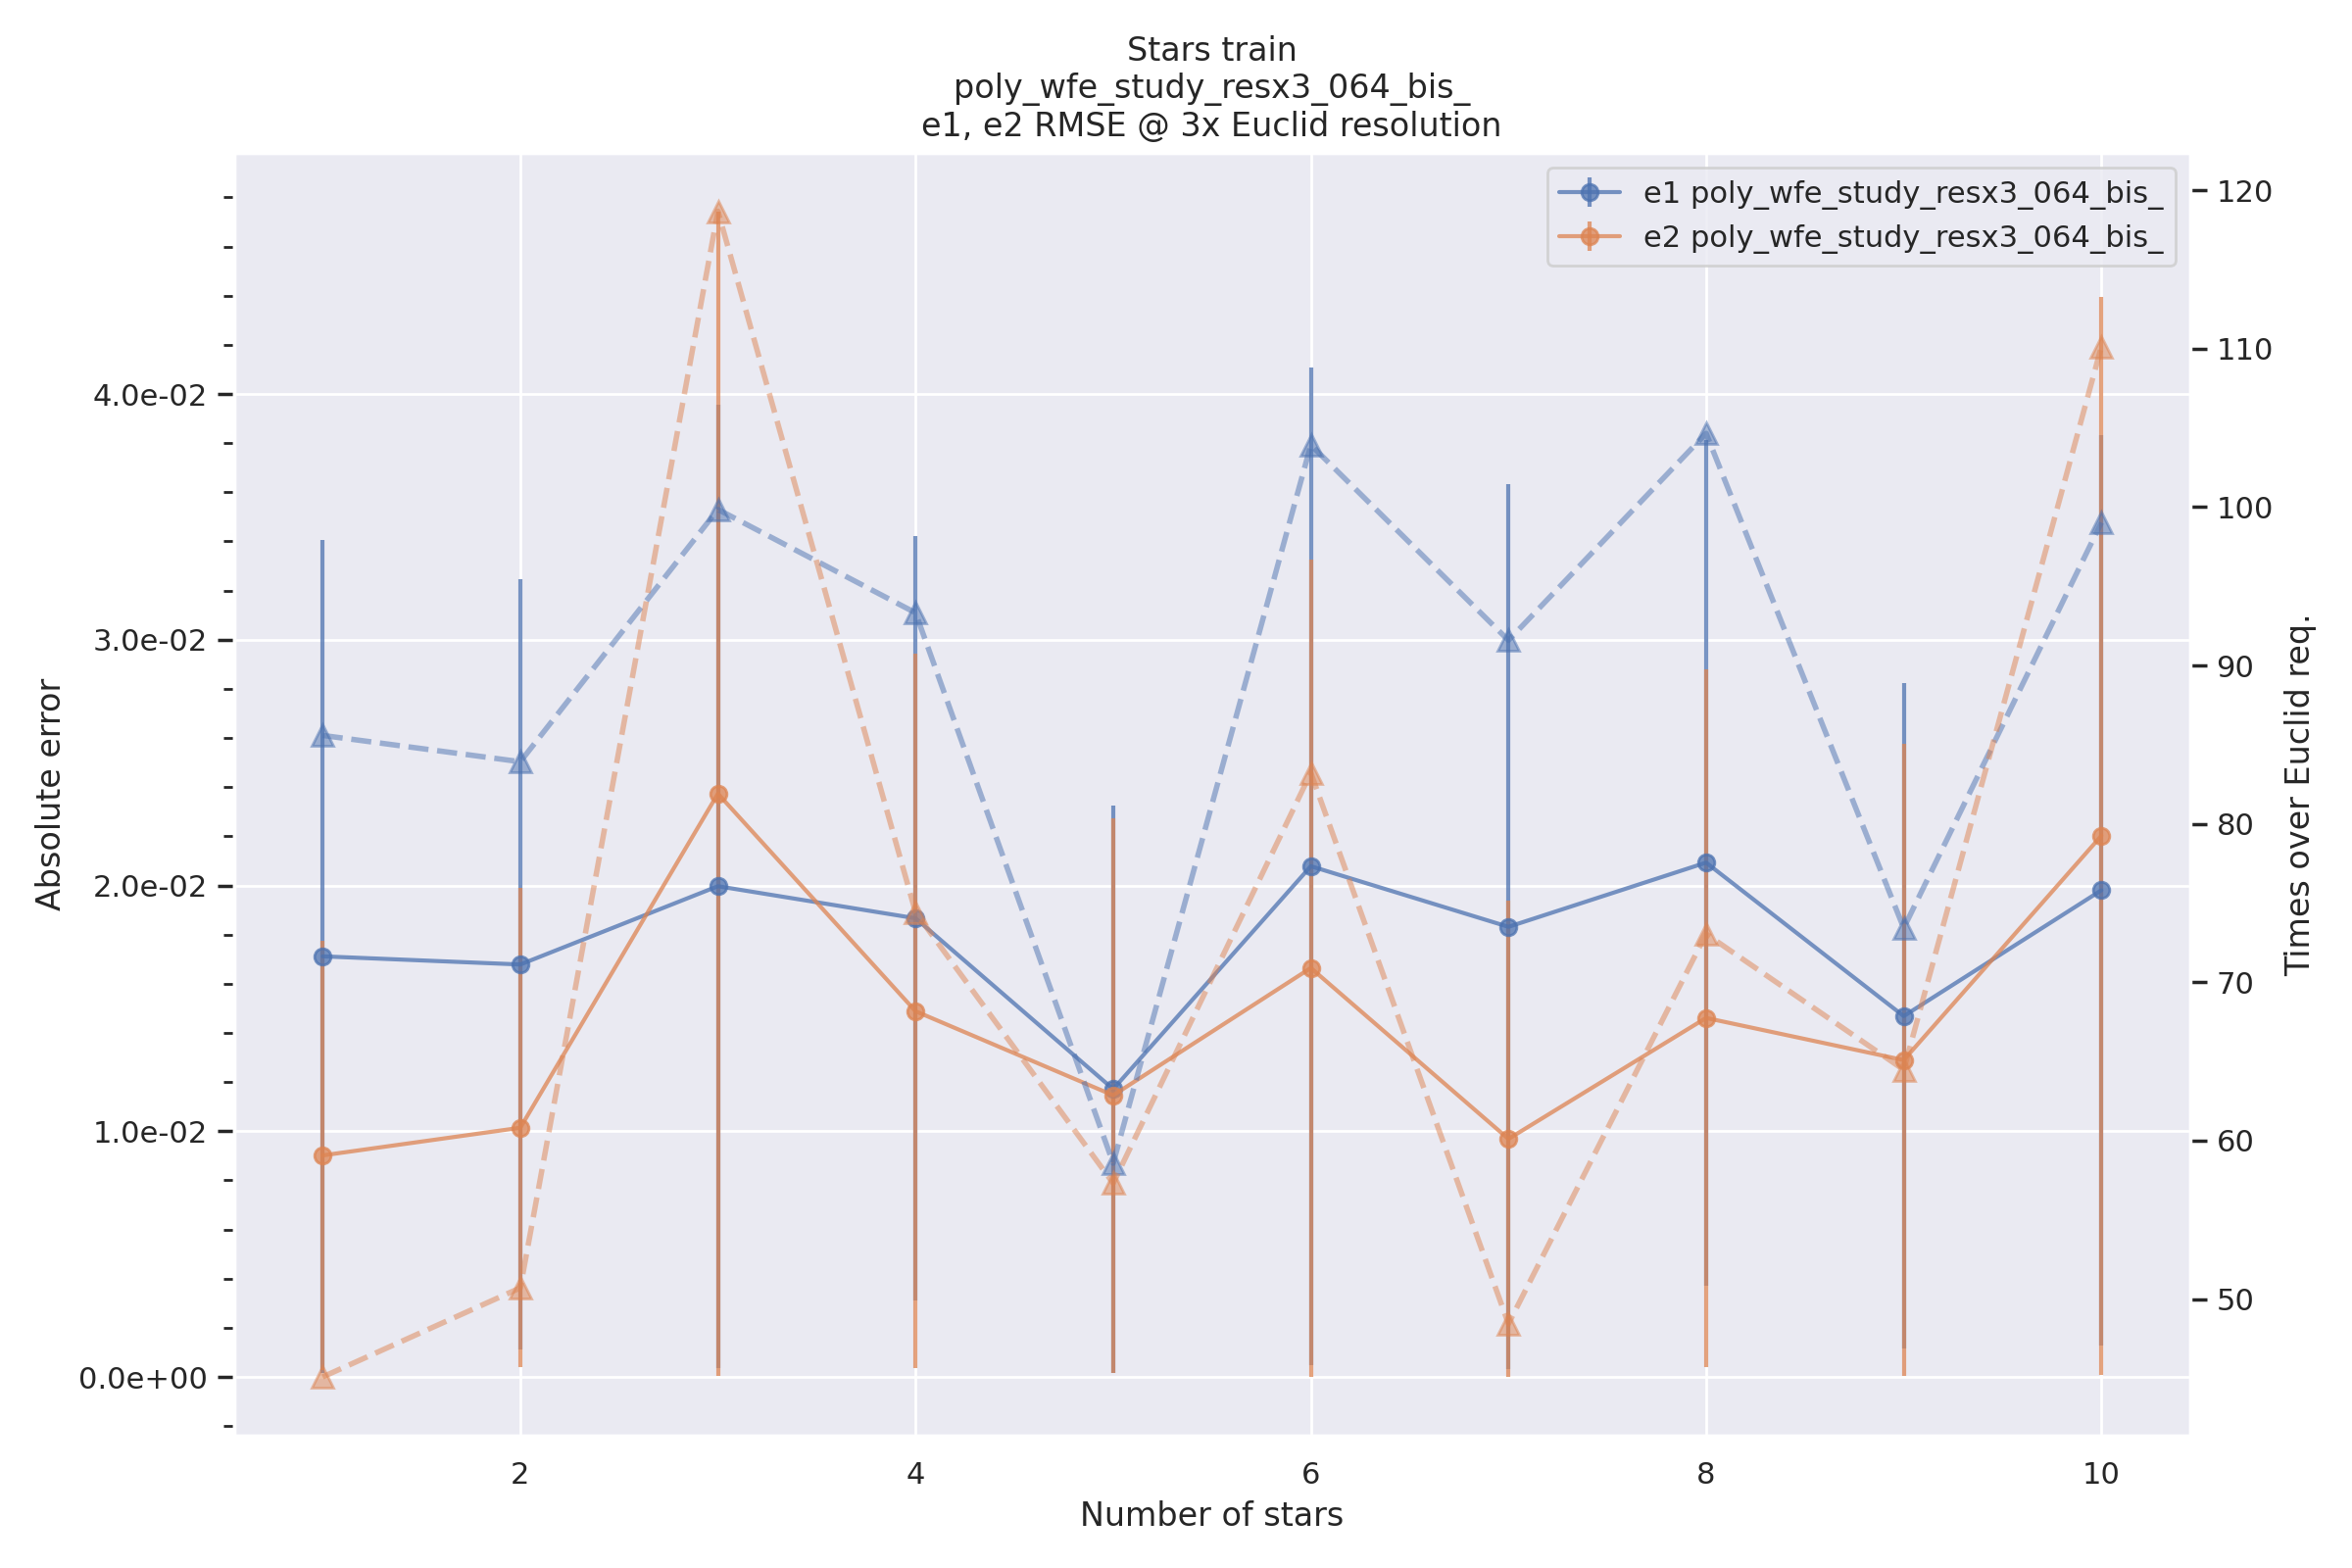 Stars train
poly_wfe_study_resx3_064_bis_
e1, e2 RMSE @ 3x Euclid resolution
e1 poly_wfe_study_resx3_064_bis_
e2 poly_wfe_study_resx3_064_bis_
Absolute error
4.0e-02
3.0e-02
2.0e-02
1.0e-02
0.0e+00
120
110
100
90
80
70
60
50
Times over Euclid req.
2
4
6
8
10
Number of stars